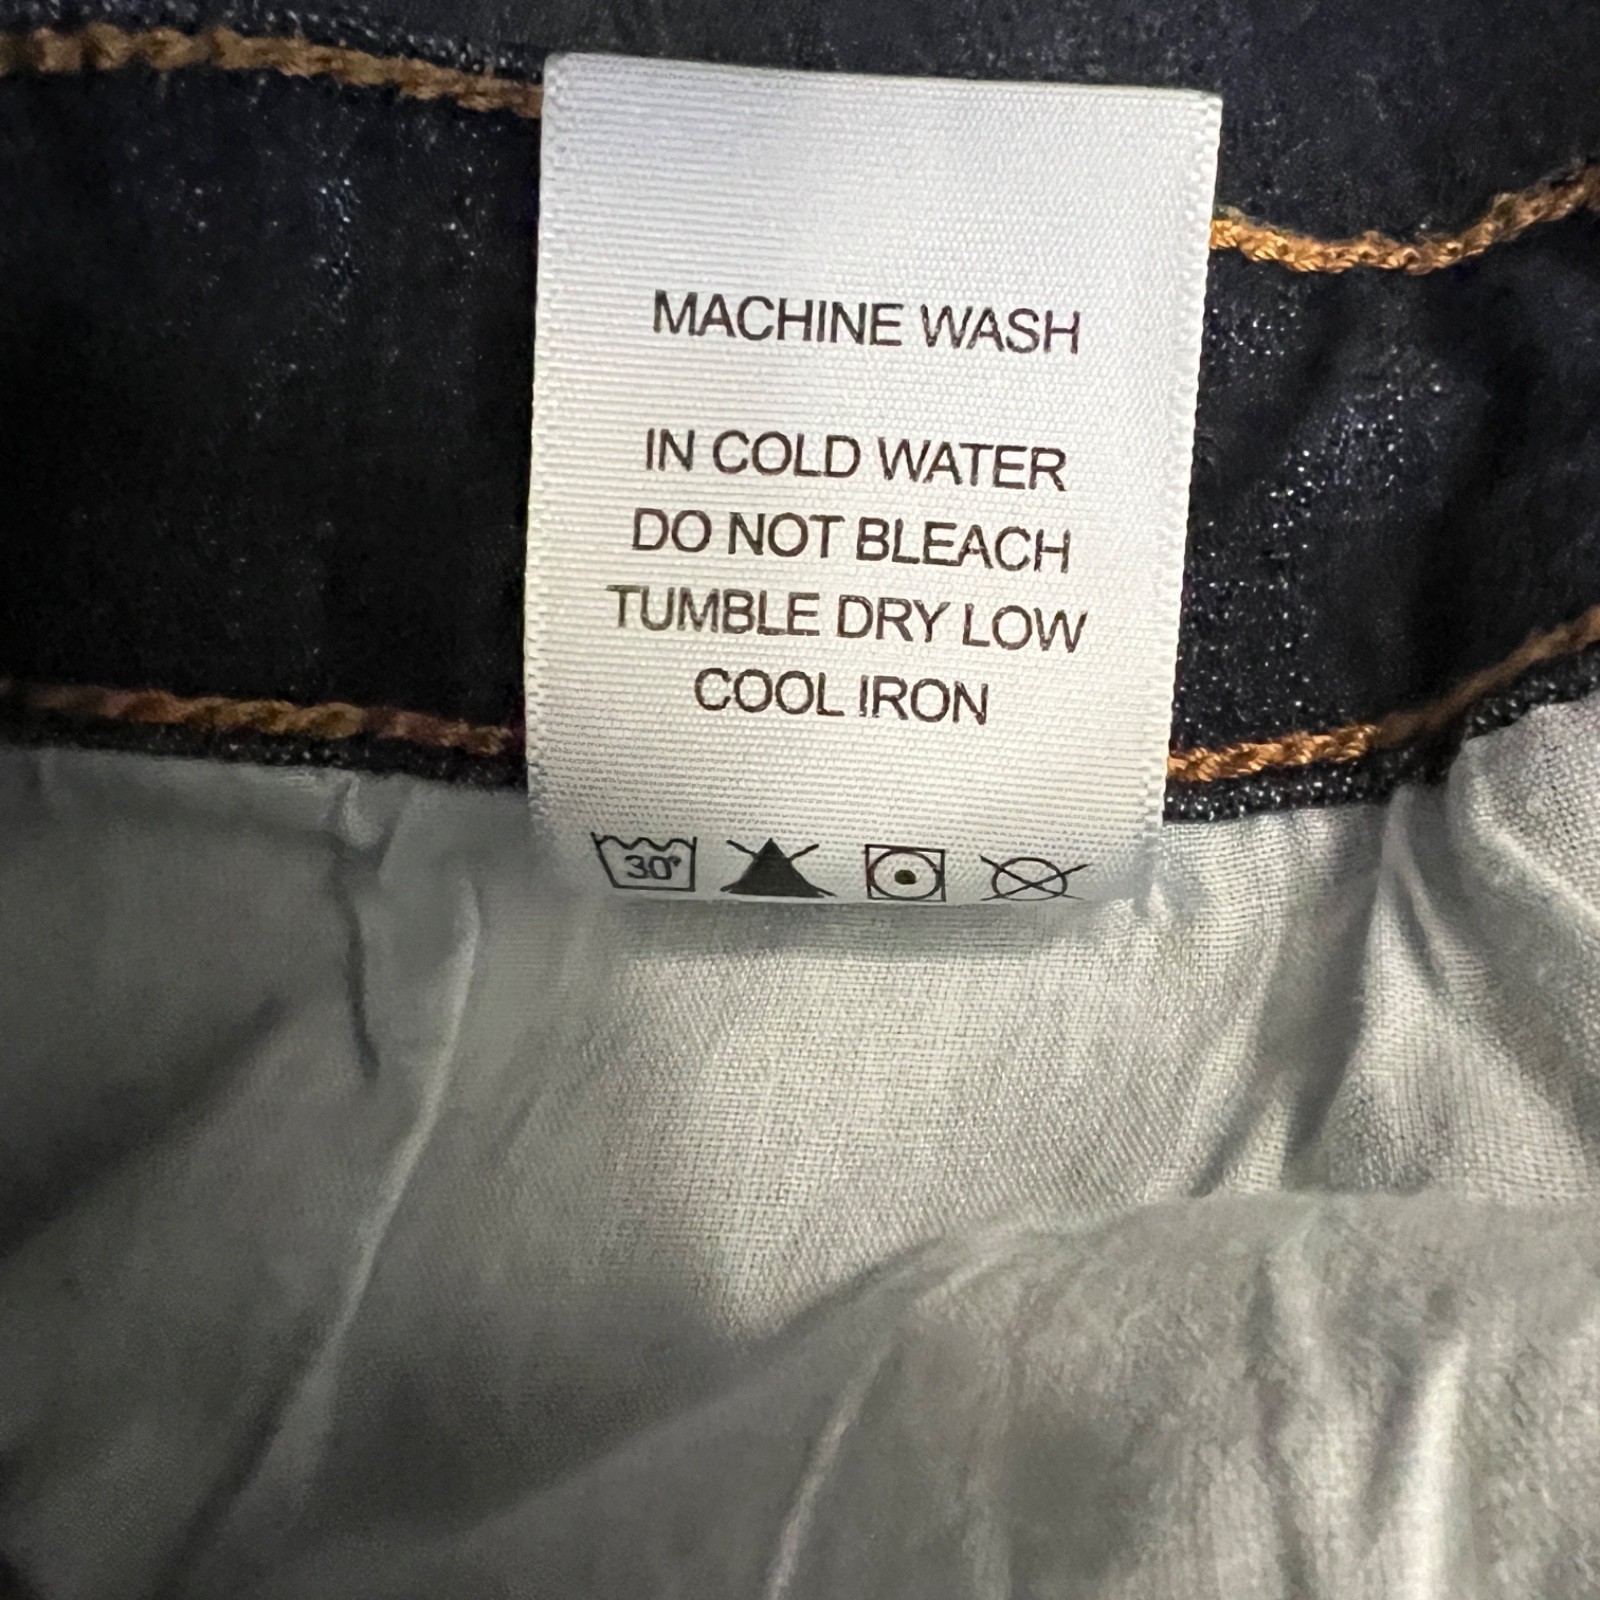 MACHINE WASH
IN COLD WATER
DO NOT BLEACH
TUMBLE DRY LOW
COOL IRON
30°